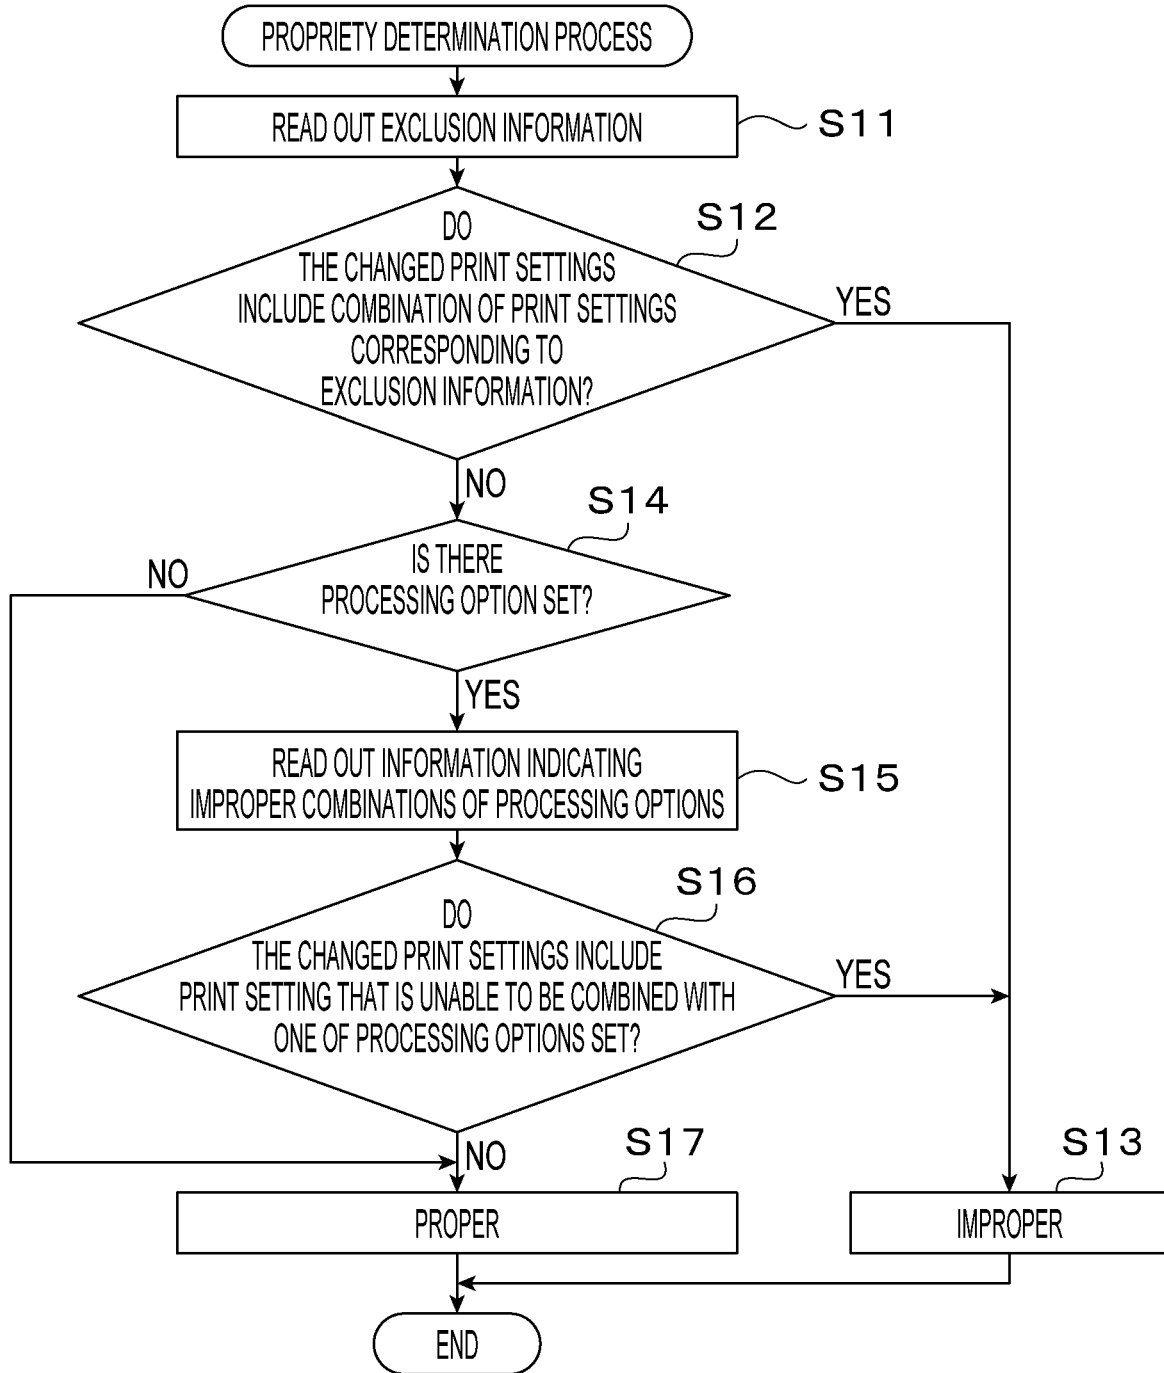 PROPRIETY DETERMINATION PROCESS
READ OUT EXCLUSION INFORMATION
S11
S12
DO
THE CHANGED PRINT SETTINGS
INCLUDE COMBINATION OF PRINT SETTINGS
CORRESPONDING TO
EXCLUSION INFORMATION?
YES
NO
S14
IS THERE
PROCESSING OPTION SET?
NO
YES
READ OUT INFORMATION INDICATING
IMPROPER COMBINATIONS OF PROCESSING OPTIONS
S15
S16
DO
THE CHANGED PRINT SETTINGS INCLUDE
PRINT SETTING THAT IS UNABLE TO BE COMBINED WITH
ONE OF PROCESSING OPTIONS SET?
YES
NO
S17
S13
PROPER
IMPROPER
END